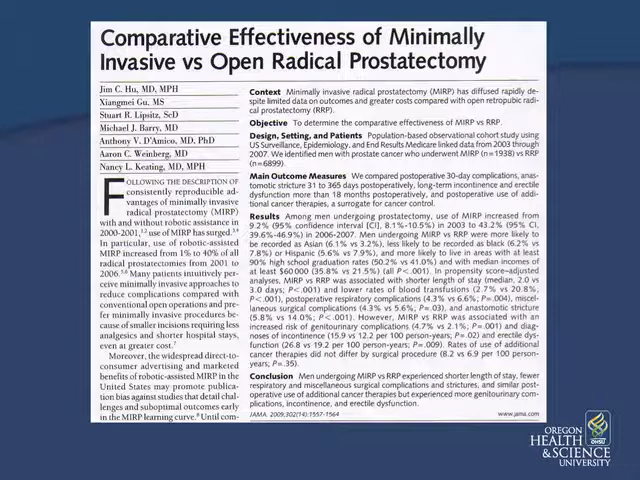 Comparative Effectiveness of Minimally
Invasive vs Open Radical Prostatectomy
Jim C. Hu, MD, MPH
Xiangmei Gu, MS
Stuart R. Lipsitz, ScD
Michael J. Barry, MD
Anthony V. D'Amico, MD, PhD
Aaron C. Weinberg, MD
Nancy L. Keating, MD, MPH
FOLLOWING THE DESCRIPTION OF
consistently reproducible ad-
vantages of minimally invasive
radical prostatectomy (MIRP)
with and without robotic assistance in
2000-2001,1,2 use of MIRP has surged.3,4
In particular, use of robotic-assisted
MIRP increased from 1% to 40% of all
radical prostatectomies from 2001 to
2006.5,6 Many patients intuitively per-
ceive minimally invasive approaches to
reduce complications compared with
conventional open operations and pre-
fer minimally invasive procedures be-
cause of smaller incisions requiring less
analgesics and shorter hospital stays,
even at greater cost.7
Moreover, the widespread direct-to-
consumer advertising and marketed
benefits of robotic-assisted MIRP in the
United States may promote publica-
tion bias against studies that detail chal-
lenges and suboptimal outcomes early
in the MIRP learning curve.8 Until com-
Context Minimally invasive radical prostatectomy (MIRP) has diffused rapidly de-
spite limited data on outcomes and greater costs compared with open retropubic radi-
cal prostatectomy (RRP).
Objective To determine the comparative effectiveness of MIRP vs RRP.
Design, Setting, and Patients Population-based observational cohort study using
US Surveillance, Epidemiology, and End Results Medicare linked data from 2003 through
2007. We identified men with prostate cancer who underwent MIRP (n=1938) vs RRP
(n=6899).
Main Outcome Measures We compared postoperative 30-day complications, anas-
tomotic stricture 31 to 365 days postoperatively, long-term incontinence and erectile
dysfunction more than 18 months postoperatively, and postoperative use of addi-
tional cancer therapies, a surrogate for cancer control.
Results Among men undergoing prostatectomy, use of MIRP increased from
9.2% (95% confidence interval [CI], 8.1%-10.5%) in 2003 to 43.2% (95% CI,
39.6%-46.9%) in 2006-2007. Men undergoing MIRP vs RRP were more likely to
be recorded as Asian (6.1% vs 3.2%), less likely to be recorded as black (6.2% vs
7.8%) or Hispanic (5.6% vs 7.9%), and more likely to live in areas with at least
90% high school graduation rates (50.2% vs 41.0%) and with median incomes of
at least $60 000 (35.8% vs 21.5%) (all P<.001). In propensity score–adjusted
analyses, MIRP vs RRP was associated with shorter length of stay (median, 2.0 vs
3.0 days; P<.001) and lower rates of blood transfusions (2.7% vs 20.8%,
P<.001), postoperative respiratory complications (4.3% vs 6.6%; P=.004), miscel-
laneous surgical complications (4.3% vs 5.6%; P=.03), and anastomotic stricture
(5.8% vs 14.0%; P<.001). However, MIRP vs RRP was associated with an
increased risk of genitourinary complications (4.7% vs 2.1%; P=.001) and diag-
noses of incontinence (15.9 vs 12.2 per 100 person-years; P=.02) and erectile dys-
function (26.8 vs 19.2 per 100 person-years; P=.009). Rates of use of additional
cancer therapies did not differ by surgical procedure (8.2 vs 6.9 per 100 person-
years; P=.35).
Conclusion Men undergoing MIRP vs RRP experienced shorter length of stay, fewer
respiratory and miscellaneous surgical complications and strictures, and similar post-
operative use of additional cancer therapies but experienced more genitourinary com-
plications, incontinence, and erectile dysfunction.
JAMA. 2009;302(14):1557-1564
www.jama.com
OHSU
OREGON
HEALTH
& SCIENCE
UNIVERSITY